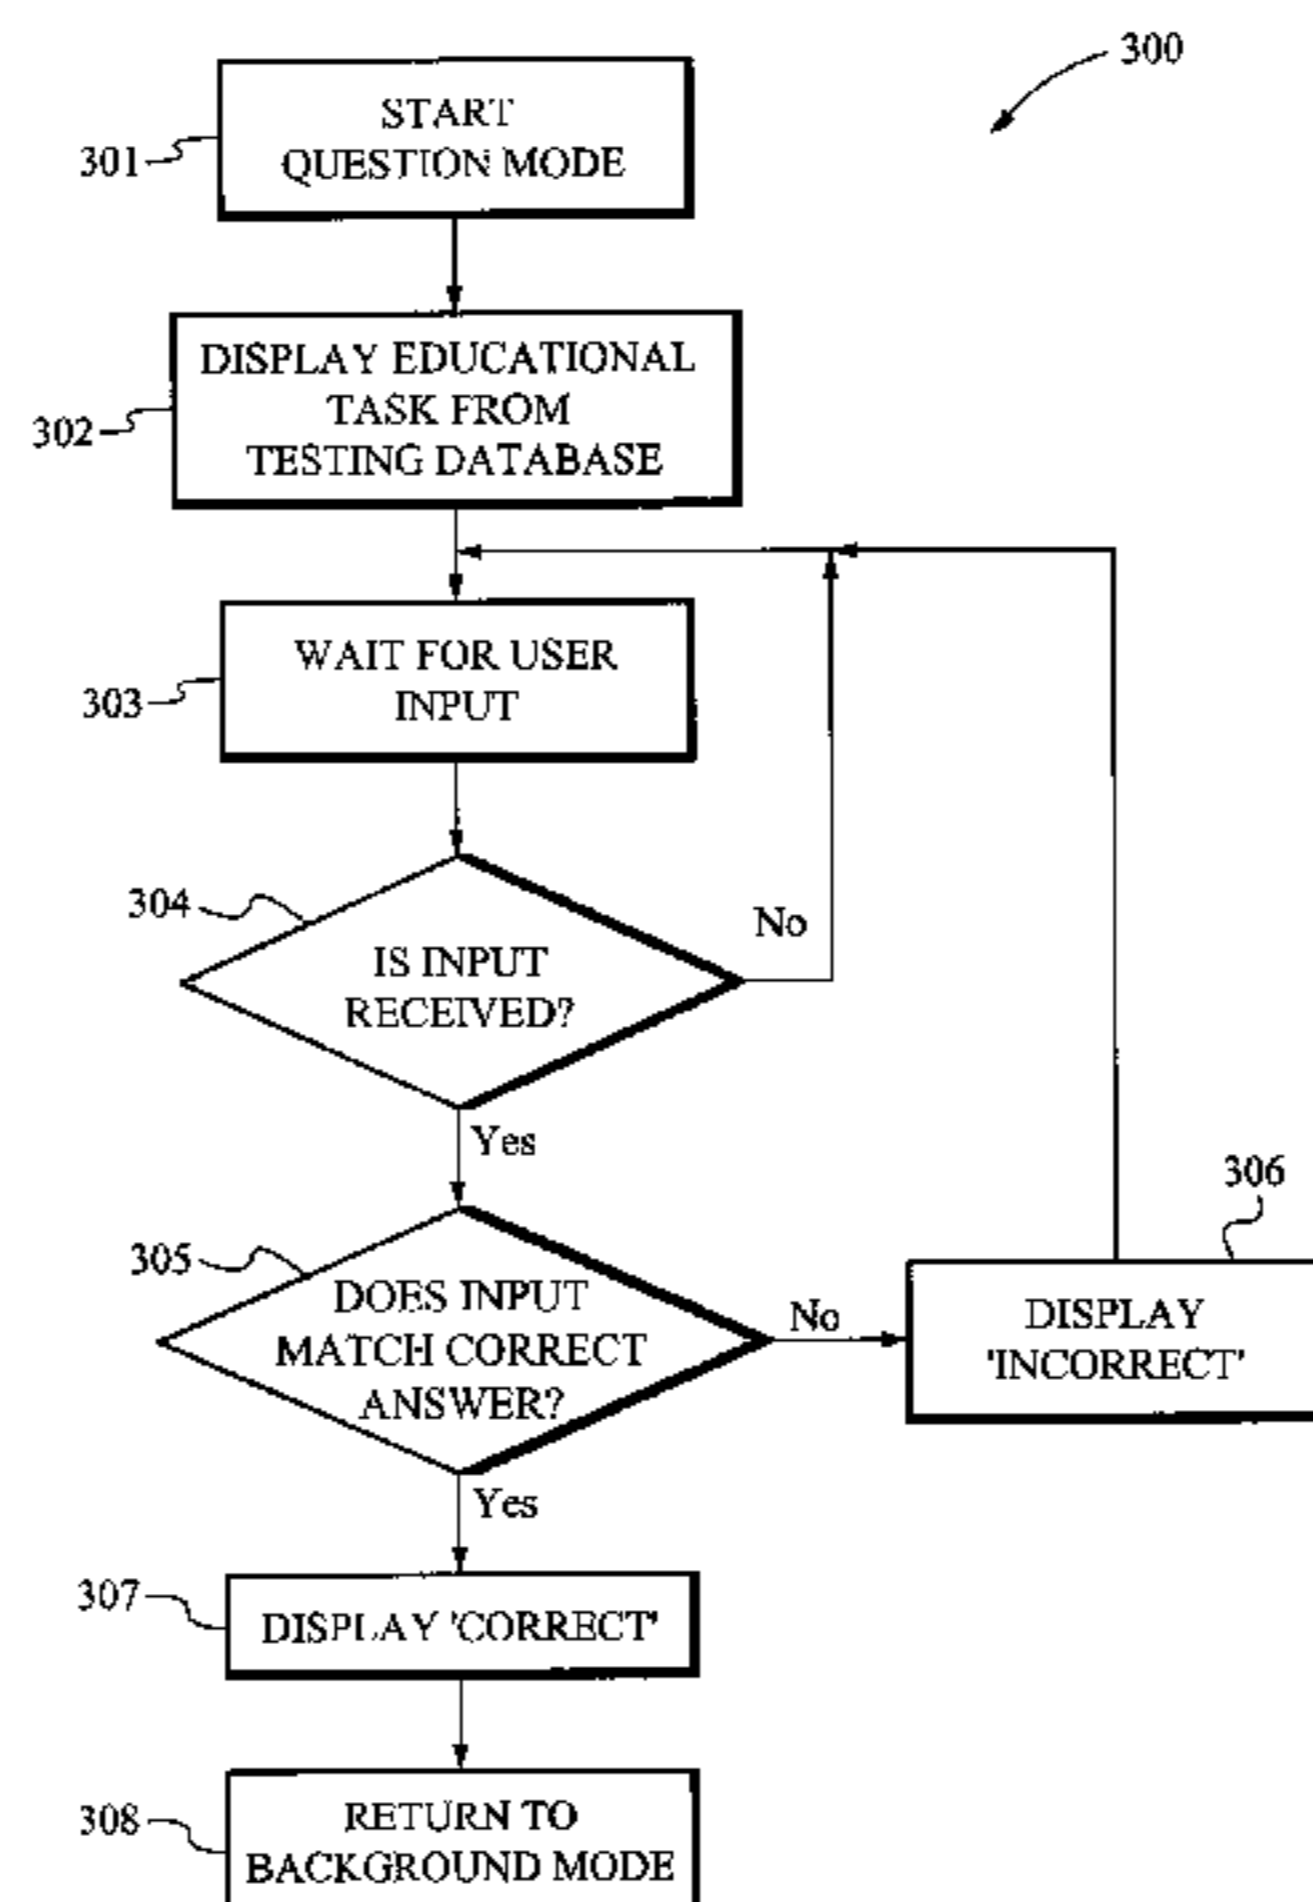 300
301
START
QUESTION MODE
302
DISPLAY EDUCATIONAL
TASK FROM
TESTING DATABASE
303
WAIT FOR USER
INPUT
304
IS INPUT
RECEIVED?
No
Yes
305
DOES INPUT
MATCH CORRECT
ANSWER?
No
306
DISPLAY
'INCORRECT'
Yes
307
DISPLAY 'CORRECT'
308
RETURN TO
BACKGROUND MODE